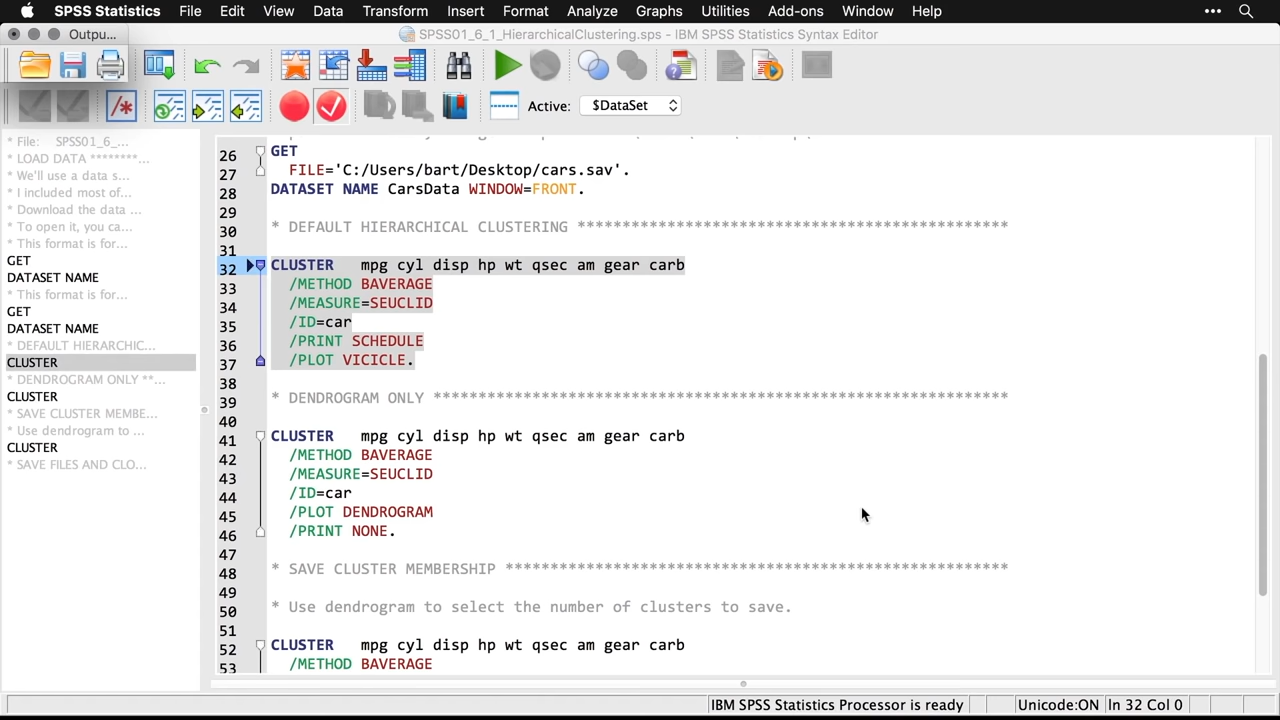 SPSS Statistics File Edit View Data Transform Insert Format Analyze Graphs Utilities Add-ons Window Help
Outpu...
SPSS01_6_1_HierarchicalClustering.sps - IBM SPSS Statistics Syntax Editor
Active: $DataSet
* File: SPSS01_6_...
* LOAD DATA ********...
* We'll use a data s...
* I included most of...
* Download the data ...
* To open it, you ca...
* This format is for...
GET
DATASET NAME
* This format is for...
GET
DATASET NAME
* DEFAULT HIERARCHIC...
CLUSTER
* DENDROGRAM ONLY **...
CLUSTER
* SAVE CLUSTER MEMBE...
* Use dendrogram to ...
CLUSTER
* SAVE FILES AND CLO...
26 GET
27 FILE='C:/Users/bart/Desktop/cars.sav'.
28 DATASET NAME CarsData WINDOW=FRONT.
29
30 * DEFAULT HIERARCHICAL CLUSTERING ************************************************
31
32 CLUSTER mpg cyl disp hp wt qsec am gear carb
33 /METHOD BAVERAGE
34 /MEASURE=SEUCLID
35 /ID=car
36 /PRINT SCHEDULE
37 /PLOT VICICLE.
38
39 * DENDROGRAM ONLY ****************************************************************
40
41 CLUSTER mpg cyl disp hp wt qsec am gear carb
42 /METHOD BAVERAGE
43 /MEASURE=SEUCLID
44 /ID=car
45 /PLOT DENDROGRAM
46 /PRINT NONE.
47
48 * SAVE CLUSTER MEMBERSHIP ********************************************************
49
50 * Use dendrogram to select the number of clusters to save.
51
52 CLUSTER mpg cyl disp hp wt qsec am gear carb
53 /METHOD BAVERAGE
IBM SPSS Statistics Processor is ready Unicode:ON In 32 Col 0